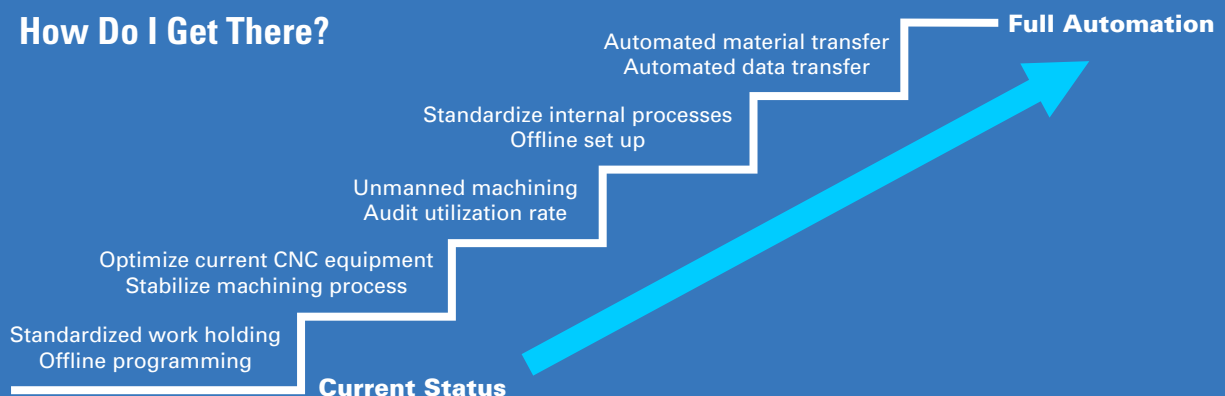 How Do I Get There?
Full Automation
Automated material transfer
Automated data transfer
Standardize internal processes
Offline set up
Unmanned machining
Audit utilization rate
Optimize current CNC equipment
Stabilize machining process
Standardized work holding
Offline programming
Current Status